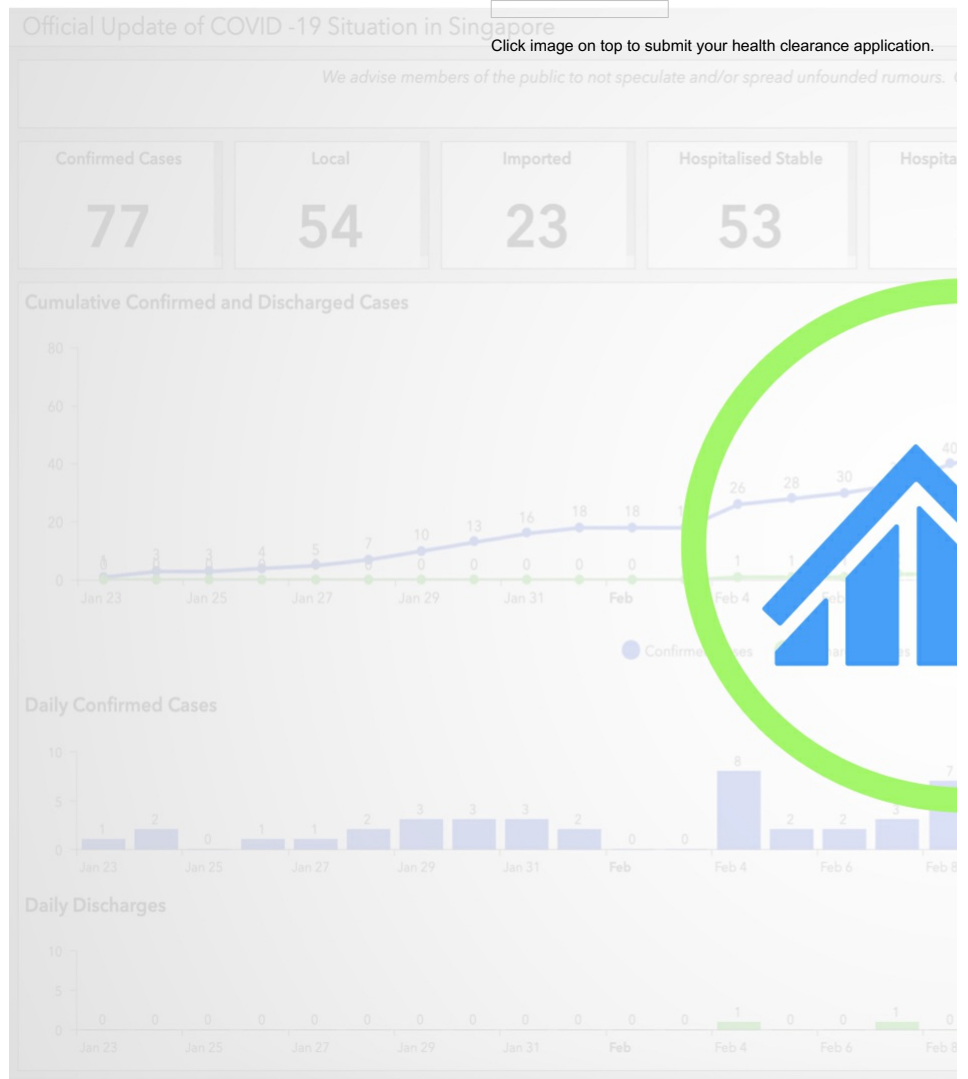 Official Update of COVID -19 Situation in Singapore
Click image on top to submit your health clearance application.
We advise members of the public to not speculate and/or spread unfounded rumours.
Confirmed Cases Local Imported Hospitalised Stable
77 54 23 53
Cumulative Confirmed and Discharged Cases
80
60
40 40
26 28 30
20 10 13 16 18 18
3 3 4 5 7
0 0 0 0 0 0 1 1
Jan 23 Jan 25 Jan 27 Jan 29 Jan 31 Feb Feb 4
Daily Confirmed Cases
10
8 7
5
1 2 0 1 1 2 3 3 3 2 0 0 2 2 3
0
Jan 23 Jan 25 Jan 27 Jan 29 Jan 31 Feb Feb 4 Feb 6 Feb 8
Daily Discharges
10
5
0 0 0 0 0 0 0 0 0 0 0 0 0 1 0 0 1 0
Jan 23 Jan 25 Jan 27 Jan 29 Jan 31 Feb Feb 4 Feb 6 Feb 8